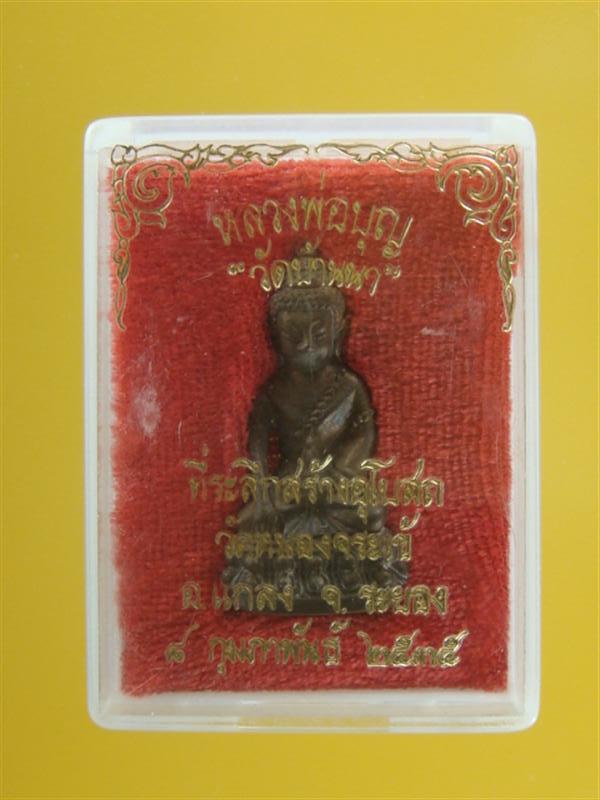 หลวงพ่อบุญ
"วัดบ้านนา"
ที่ระลึกสร้างอุโบสถ
วัดหนองจระเข้
อ.แกลง จ.ระยอง
๘ กุมภาพันธ์ ๒๕๓๕